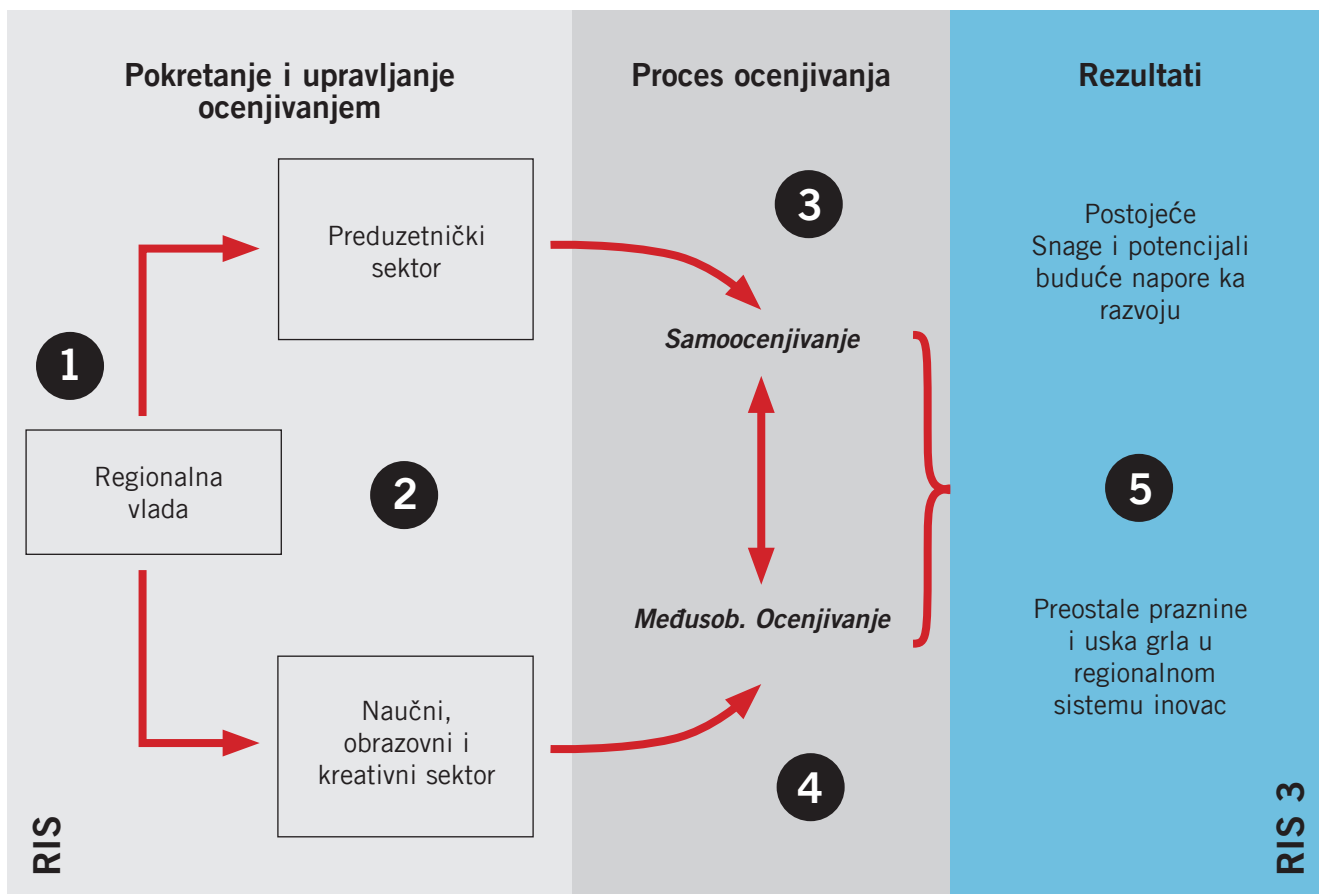 Pokretanje i upravljanje
ocenjivanjem
Preduzetnički
sektor
1
Regionalna
vlada
2
Naučni,
obrazovni i
kreativni sektor
RIS
Proces ocenjivanja
3
Samoocenjivanje
Međusob. Ocenjivanje
4
Rezultati
Postojeće
Snage i potencijali
buduće napore ka
razvoju
5
Preostale praznine
i uska grla u
regionalnom
sistemu inovac
RIS 3